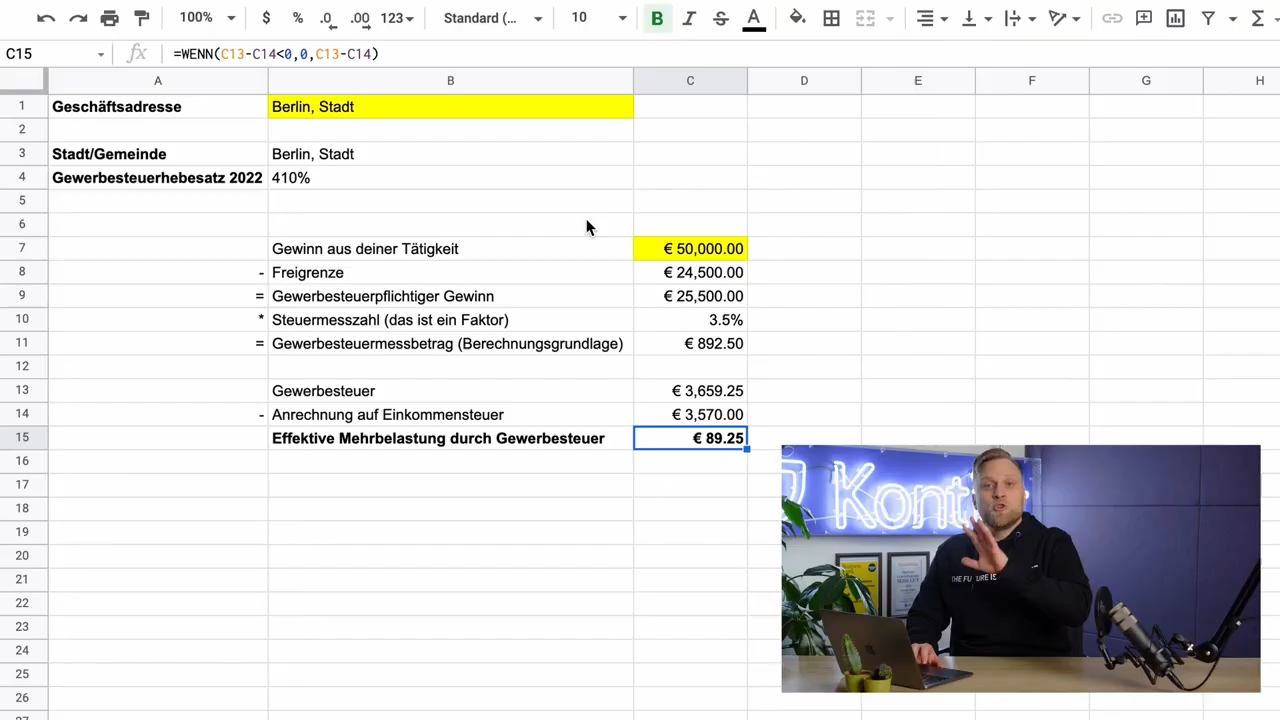 100% $ % .0 .00 123 Standard (... 10 B I S A
C15 fx =WENN(C13-C14<0,0,C13-C14)
A B C D E F G H
1 Geschäftsadresse Berlin, Stadt
2
3 Stadt/Gemeinde Berlin, Stadt
4 Gewerbesteuerhebesatz 2022 410%
5
6
7 Gewinn aus deiner Tätigkeit € 50,000.00
8 - Freigrenze € 24,500.00
9 = Gewerbesteuerpflichtiger Gewinn € 25,500.00
10 * Steuermesszahl (das ist ein Faktor) 3.5%
11 = Gewerbesteuermessbetrag (Berechnungsgrundlage) € 892.50
12
13 Gewerbesteuer € 3,659.25
14 - Anrechnung auf Einkommensteuer € 3,570.00
15 Effektive Mehrbelastung durch Gewerbesteuer € 89.25
16
17
18
19
20
21
22
23
24
25
26
Kont
THE FUTURE IS